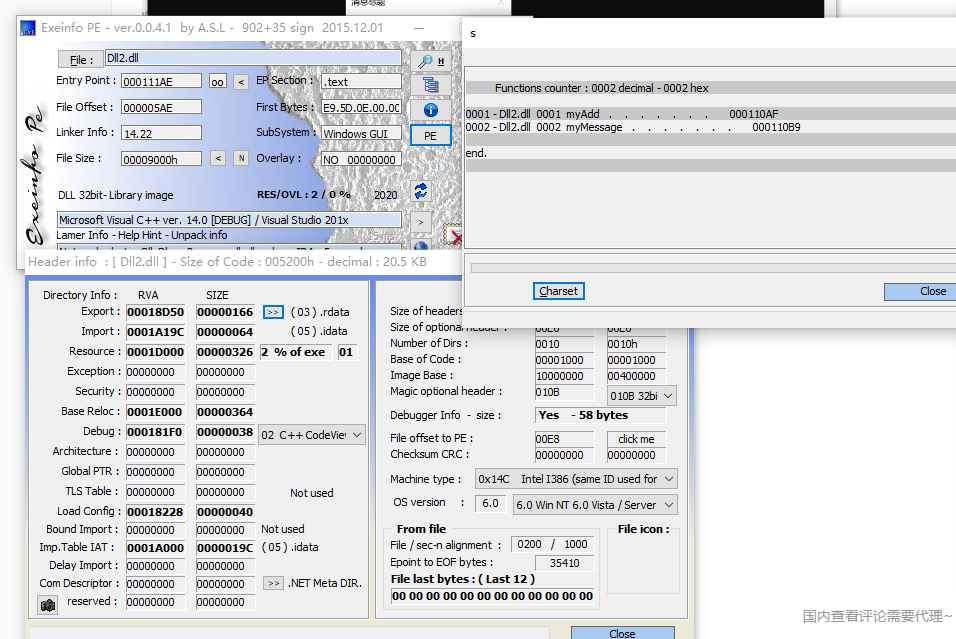 消息标题
Exeinfo PE - ver.0.0.4.1 by A.S.L - 902+35 sign 2015.12.01
File : Dll2.dll H
Entry Point : 000111AE oo < EP Section : .text
File Offset : 000005AE First Bytes : E9.5D.0E.00.00
Linker Info : 14.22 SubSystem : Windows GUI PE
File Size : 00009000h < N Overlay : NO 00000000
Exeinfo Pe
DLL 32bit- Library image RES/OVL : 2 / 0 % 2020
Microsoft Visual C++ ver. 14.0 [DEBUG] / Visual Studio 201x >
Lamer Info - Help Hint - Unpack info
s
Functions counter : 0002 decimal - 0002 hex
0001 - Dll2.dll 0001 myAdd . . . . . . . 000110AF
0002 - Dll2.dll 0002 myMessage . . . . . . . 000110B9
end.
Charset Close
Header info : [ Dll2.dll ] - Size of Code : 005200h - decimal : 20.5 KB
Directory Info : RVA SIZE
Export : 00018D50 00000166 >> ( 03 ) .rdata
Import : 0001A19C 00000064 ( 05 ) .idata
Resource : 0001D000 00000326 2 % of exe 01
Exception : 00000000 00000000
Security : 00000000 00000000
Base Reloc : 0001E000 00000364
Debug : 000181F0 00000038 02 C++ CodeView
Architecture : 00000000 00000000
Global PTR : 00000000 00000000
TLS Table : 00000000 00000000 Not used
Load Config : 00018228 00000040
Bound Import : 00000000 00000000 Not used
Imp.Table IAT : 0001A000 0000019C ( 05 ) .idata
Delay Import : 00000000 00000000
Com Descriptor : 00000000 00000000 >> .NET Meta DIR.
reserved : 00000000 00000000
Size of headers
Size of optional header : 00E0 00E0
Number of Dirs : 0010 0010h
Base of Code : 00001000 00001000
Image Base : 10000000 00400000
Magic optional header : 010B 010B 32bi
Debugger Info - size : Yes - 58 bytes
File offset to PE : 00E8 click me
Checksum CRC : 00000000 00000000
Machine type : 0x14C Intel I386 (same ID used for
OS version : 6.0 6.0 Win NT 6.0 Vista / Server
From file File icon :
File / sec-n alignment : 0200 / 1000
Epoint to EOF bytes : 35410
File last bytes : ( Last 12 )
00 00 00 00 00 00 00 00 00 00 00 00
Close
国内查看评论需要代理~